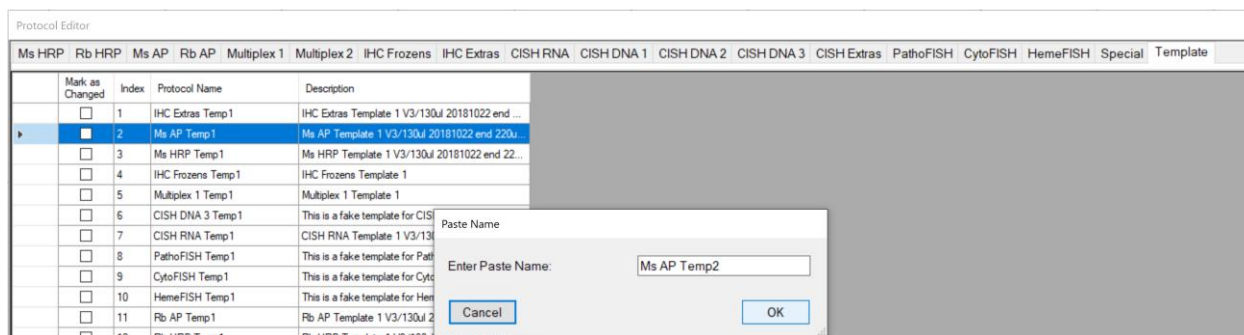 Protocol Editor
Ms HRP Rb HRP Ms AP Rb AP Multiplex 1 Multiplex 2 IHC Frozens IHC Extras CISH RNA CISH DNA 1 CISH DNA 2 CISH DNA 3 CISH Extras PathoFISH CytoFISH HemeFISH Special Template
Mark as Changed Index Protocol Name Description
1 IHC Extras Temp1 IHC Extras Template 1 V3/130ul 20181022 end ...
2 Ms AP Temp1 Ms AP Template 1 V3/130ul 20181022 end 220u...
3 Ms HRP Temp1 Ms HRP Template 1 V3/130ul 20181022 end 22...
4 IHC Frozens Temp1 IHC Frozens Template 1
5 Multiplex 1 Temp1 Multiplex 1 Template 1
6 CISH DNA 3 Temp1 This is a fake template for CIS
7 CISH RNA Temp1 CISH RNA Template 1 V3/13
8 PathoFISH Temp1 This is a fake template for Pat
9 CytoFISH Temp1 This is a fake template for Cyt
10 HemeFISH Temp1 This is a fake template for Hem
11 Rb AP Temp1 Rb AP Template 1 V3/130ul 2
Paste Name
Enter Paste Name: Ms AP Temp2
Cancel OK